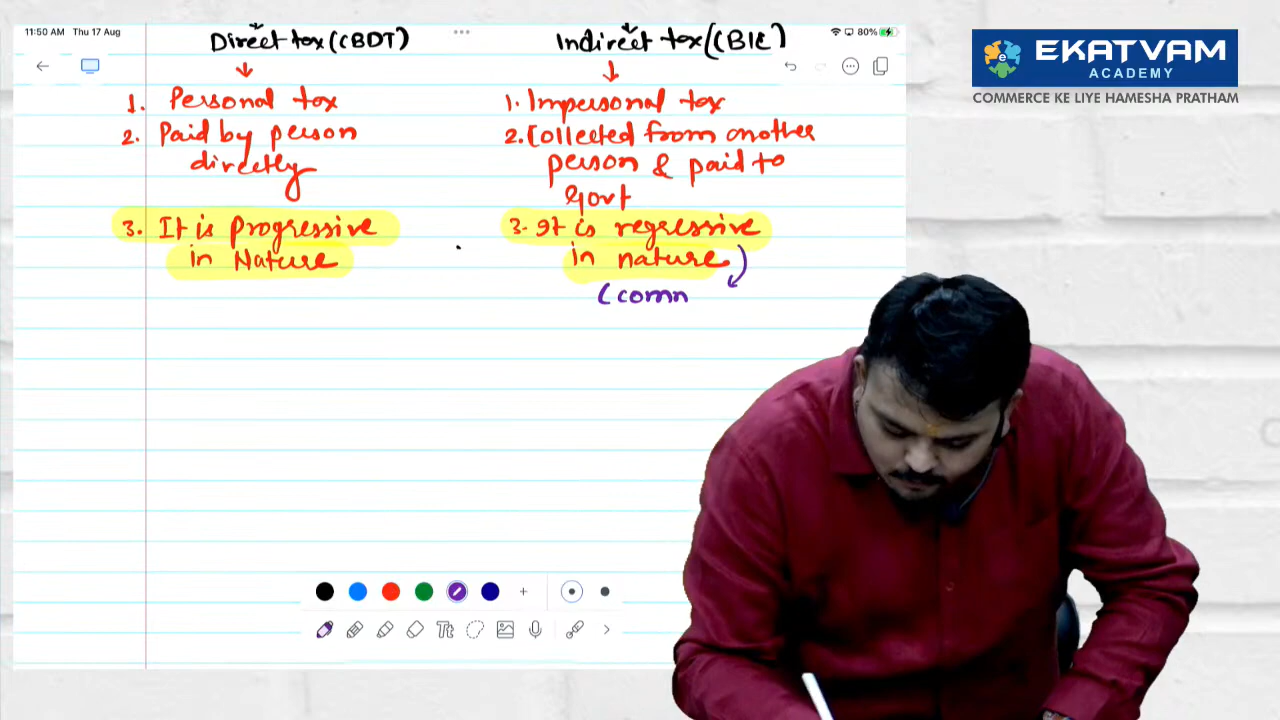 11:50 AM Thu 17 Aug
80%
Direct tax (CBDT)
Indirect tax (CBIC)
1. Personal tax
1. Impersonal tax
2. Paid by person
directly
2. Collected from another
person & paid to
Govt
3. It is progressive
in Nature
3. It is regressive
in nature
(comn
Tt
EKATVAM
ACADEMY
COMMERCE KE LIYE HAMESHA PRATHAM